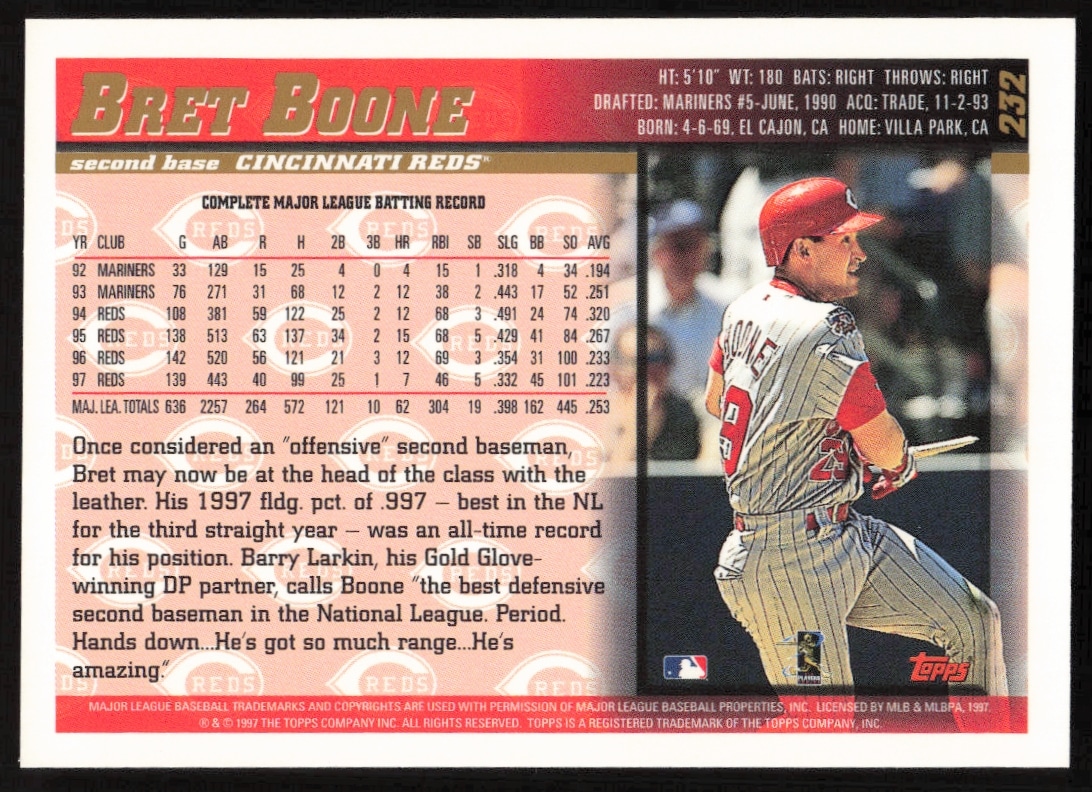 BRET BOONE
HT: 5'10" WT: 180 BATS: RIGHT THROWS: RIGHT
DRAFTED: MARINERS #5-JUNE, 1990 ACQ: TRADE, 11-2-93
BORN: 4-6-69, EL CAJON, CA HOME: VILLA PARK, CA
232
second base CINCINNATI REDS
COMPLETE MAJOR LEAGUE BATTING RECORD
YR CLUB G AB R H 2B 3B HR RBI SB SLG BB SO AVG
92 MARINERS 33 129 15 25 4 0 4 15 1 .318 4 34 .194
93 MARINERS 76 271 31 68 12 2 12 38 2 .443 17 52 .251
94 REDS 108 381 59 122 25 2 12 68 3 .491 24 74 .320
95 REDS 138 513 63 137 34 2 15 68 5 .429 41 84 .267
96 REDS 142 520 56 121 21 3 12 69 3 .354 31 100 .233
97 REDS 139 443 40 99 25 1 7 46 5 .332 45 101 .223
MAJ. LEA. TOTALS 636 2257 264 572 121 10 62 304 19 .398 162 445 .253
Once considered an "offensive" second baseman,
Bret may now be at the head of the class with the
leather. His 1997 fldg. pct. of .997 – best in the NL
for the third straight year – was an all-time record
for his position. Barry Larkin, his Gold Glove-
winning DP partner, calls Boone "the best defensive
second baseman in the National League. Period.
Hands down...He's got so much range...He's
amazing."
BOONE
29
Topps
MAJOR LEAGUE BASEBALL TRADEMARKS AND COPYRIGHTS ARE USED WITH PERMISSION OF MAJOR LEAGUE BASEBALL PROPERTIES, INC. LICENSED BY MLB & MLBPA, 1997.
® & © 1997 THE TOPPS COMPANY INC. ALL RIGHTS RESERVED. TOPPS IS A REGISTERED TRADEMARK OF THE TOPPS COMPANY, INC.